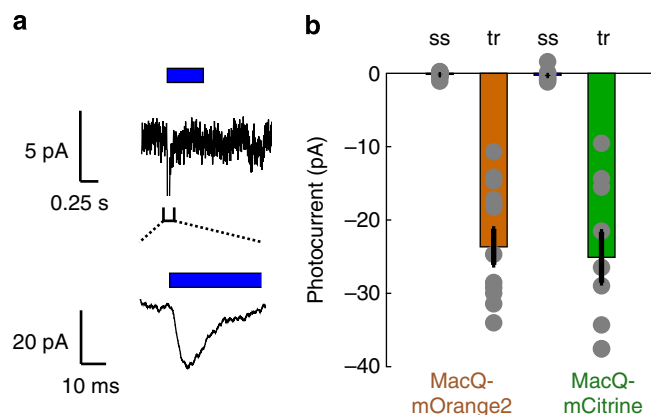 a
5 pA
0.25 s
20 pA
10 ms
b
ss tr ss tr
Photocurrent (pA)
0
–10
–20
–30
–40
MacQ-
mOrange2
MacQ-
mCitrine